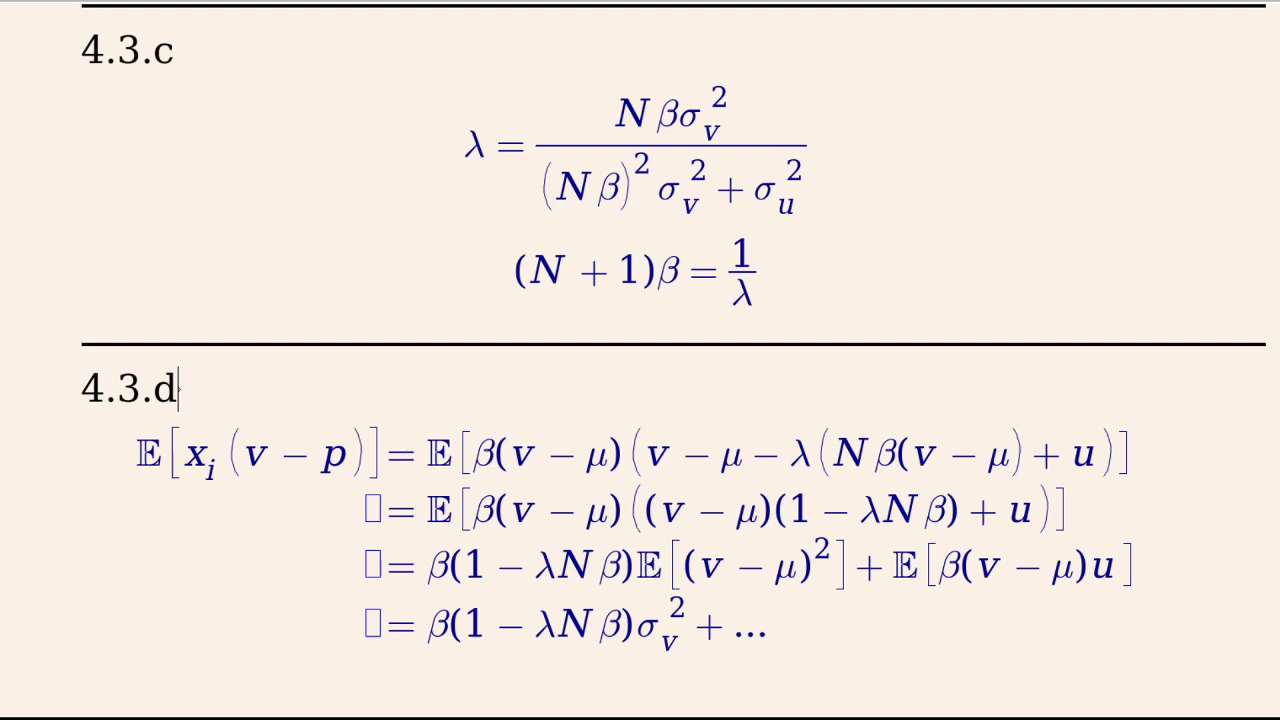 4.3.c
λ = Nβσ_v^2 / ((Nβ)^2 σ_v^2 + σ_u^2)
(N + 1)β = 1/λ
4.3.d
𝔼[x_i (v − p)] = 𝔼[β(v − μ)(v − μ − λ(Nβ(v − μ) + u)]
□ = 𝔼[β(v − μ)((v − μ)(1 − λNβ) + u)]
□ = β(1 − λNβ)𝔼[(v − μ)^2] + 𝔼[β(v − μ)u]
□ = β(1 − λNβ)σ_v^2 + ...